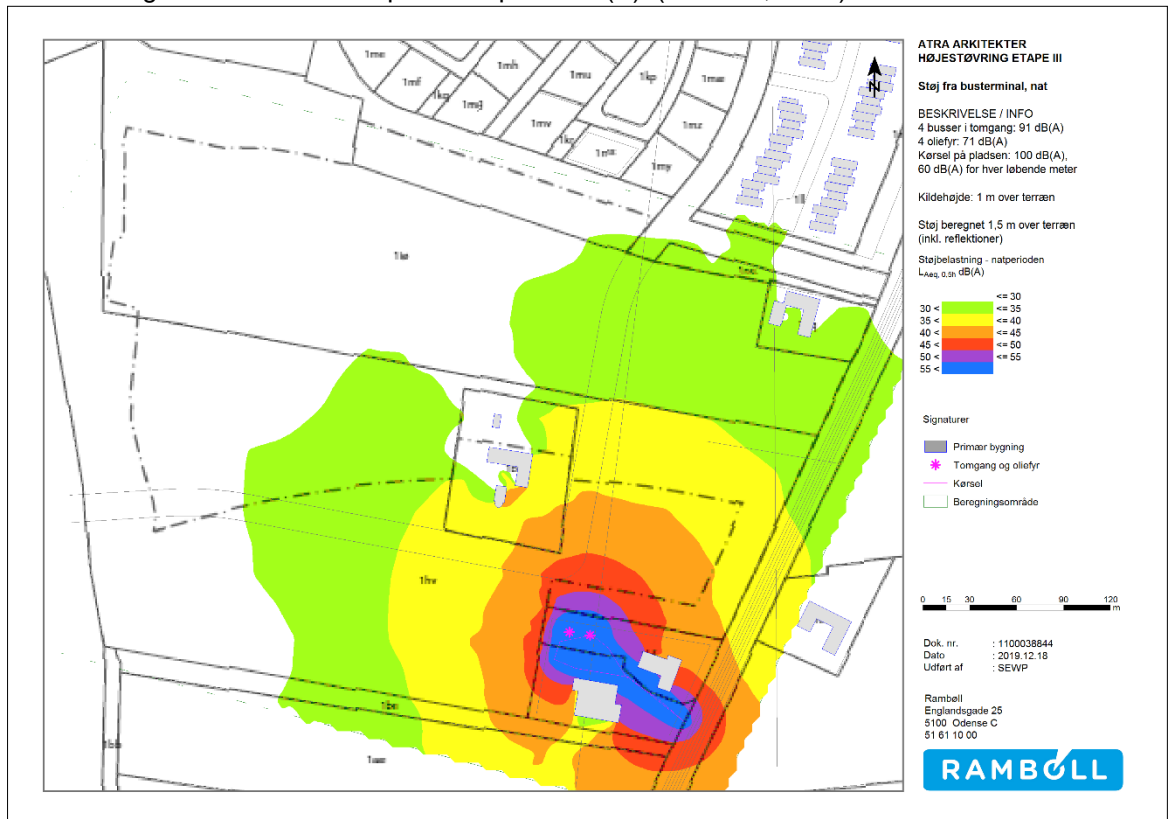 ATRA ARKITEKTER
HØJESTØVRING ETAPE III
Støj fra busterminal, nat
BESKRIVELSE / INFO
4 busser i tomgang: 91 dB(A)
4 oliefyr: 71 dB(A)
Kørsel på pladsen: 100 dB(A),
60 dB(A) for hver løbende meter
Kildehøjde: 1 m over terræn
Støj beregnet 1,5 m over terræn
(inkl. reflektioner)
Støjbelastning - natperioden
LAeq, 0,5h dB(A)
<= 30
30 < <= 35
35 < <= 40
40 < <= 45
45 < <= 50
50 < <= 55
55 <
Signaturer
Primær bygning
Tomgang og oliefyr
Kørsel
Beregningsområde
0 15 30 60 90 120
m
Dok. nr. : 1100038844
Dato : 2019.12.18
Udført af : SEWP
Rambøll
Englandsgade 25
5100 Odense C
51 61 10 00
RAMBOLL
N
1me
1mf
1mg
1mh
1mu
1mv
1kp
1mz
1my
1hv